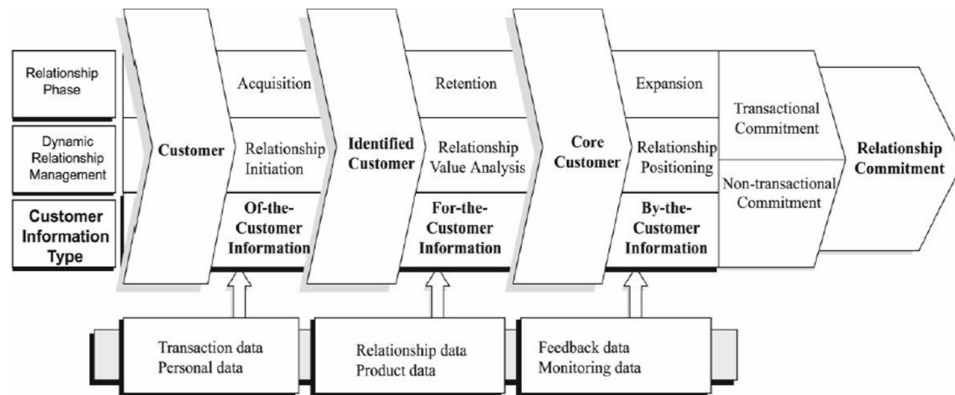 Relationship
Phase
Acquisition
Retention
Expansion
Dynamic
Relationship
Management
Customer
Relationship
Initiation
Identified
Customer
Relationship
Value Analysis
Core
Customer
Relationship
Positioning
Transactional
Commitment
Non-transactional
Commitment
Relationship
Commitment
Customer
Information
Type
Of-the-
Customer
Information
For-the-
Customer
Information
By-the-
Customer
Information
Transaction data
Personal data
Relationship data
Product data
Feedback data
Monitoring data